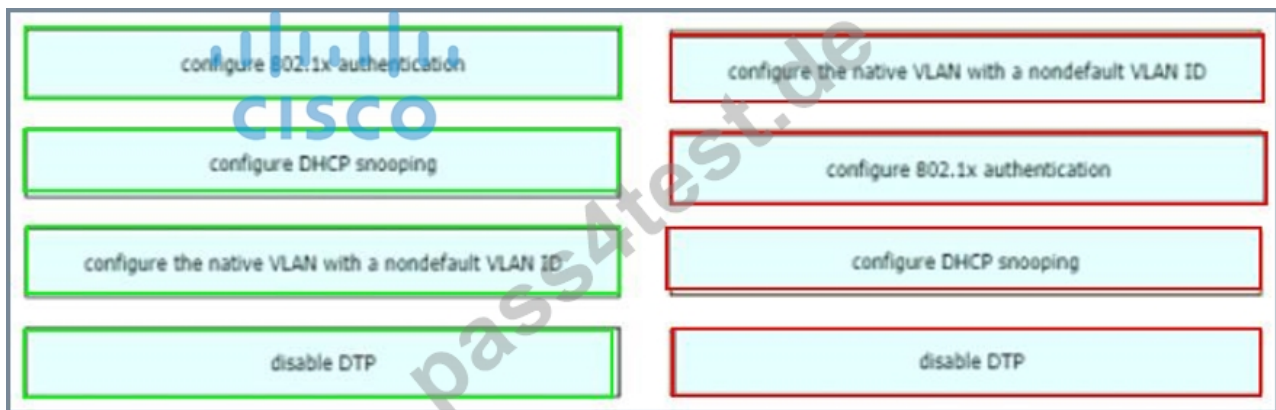 configure 802.1x authentication
CISCO
configure DHCP snooping
configure the native VLAN with a nondefault VLAN ID
disable DTP
configure the native VLAN with a nondefault VLAN ID
configure 802.1x authentication
configure DHCP snooping
disable DTP
pass4test.de